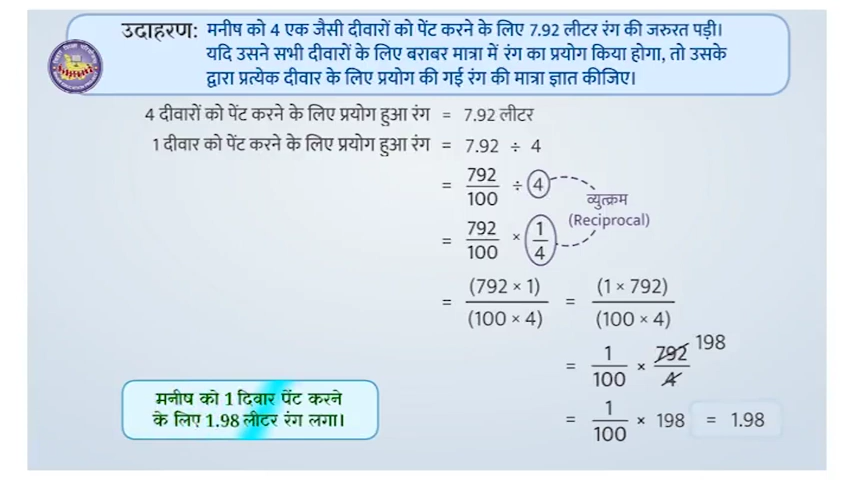 उदाहरण: मनीष को 4 एक जैसी दीवारों को पेंट करने के लिए 7.92 लीटर रंग की जरुरत पड़ी।
यदि उसने सभी दीवारों के लिए बराबर मात्रा में रंग का प्रयोग किया होगा, तो उसके
द्वारा प्रत्येक दीवार के लिए प्रयोग की गई रंग की मात्रा ज्ञात कीजिए।
4 दीवारों को पेंट करने के लिए प्रयोग हुआ रंग = 7.92 लीटर
1 दीवार को पेंट करने के लिए प्रयोग हुआ रंग = 7.92 ÷ 4
= 792/100 ÷ 4
व्युत्क्रम
(Reciprocal)
= 792/100 × 1/4
= (792 × 1)/(100 × 4) = (1 × 792)/(100 × 4)
= 1/100 × 792/4 198
= 1/100 × 198 = 1.98
मनीष को 1 दिवार पेंट करने
के लिए 1.98 लीटर रंग लगा।